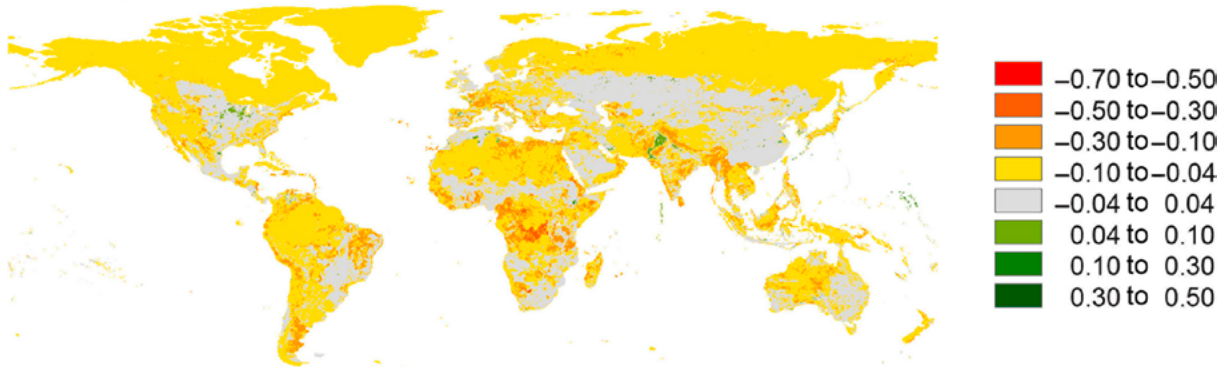 −0.70 to −0.50
−0.50 to −0.30
−0.30 to −0.10
−0.10 to −0.04
−0.04 to 0.04
0.04 to 0.10
0.10 to 0.30
0.30 to 0.50